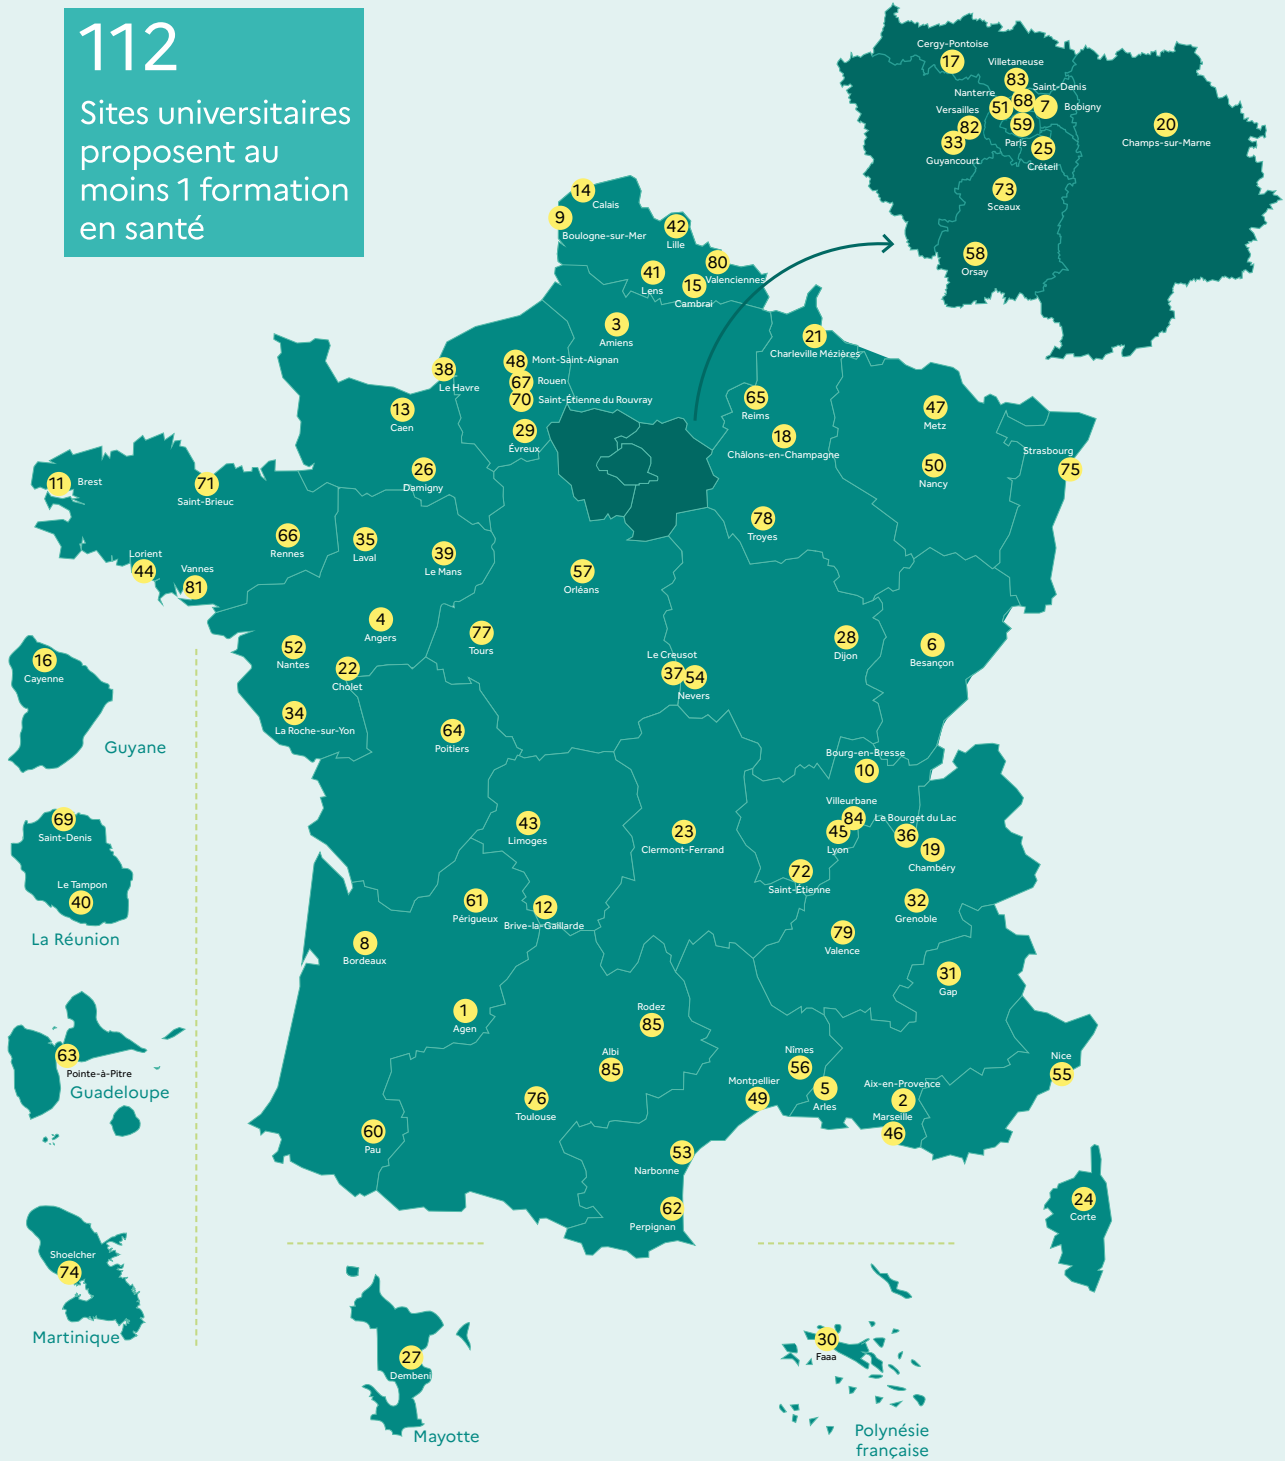 112
Sites universitaires
proposent au
moins 1 formation
en santé
Cergy-Pontoise
17
Villetaneuse
83
Saint-Denis
68
Nanterre
51
7
Bobigny
Versailles
82
59
Paris
33
Guyancourt
25
Créteil
20
Champs-sur-Marne
73
Sceaux
58
Orsay
14
Calais
9
Boulogne-sur-Mer
42
Lille
80
Valenciennes
41
Lens
15
Cambrai
3
Amiens
21
Charleville Mézières
48
Mont-Saint-Aignan
38
Le Havre
67
Rouen
70
Saint-Étienne du Rouvray
65
Reims
13
Caen
47
Metz
29
Évreux
18
Châlons-en-Champagne
Strasbourg
75
26
Damigny
50
Nancy
11
Brest
71
Saint-Brieuc
78
Troyes
66
Rennes
35
Laval
39
Le Mans
Lorient
44
Vannes
81
57
Orléans
4
Angers
77
Tours
28
Dijon
6
Besançon
52
Nantes
22
Cholet
Le Creusot
37
54
Nevers
16
Cayenne
Guyane
34
La Roche-sur-Yon
64
Poitiers
Bourg-en-Bresse
10
69
Saint-Denis
Le Tampon
40
La Réunion
43
Limoges
23
Clermont-Ferrand
Villeurbane
84
45
Lyon
Le Bourget du Lac
36
19
Chambéry
72
Saint-Étienne
61
Périgueux
12
Brive-la-Gaillarde
32
Grenoble
8
Bordeaux
79
Valence
31
Gap
1
Agen
Rodez
85
63
Pointe-à-Pitre
Guadeloupe
Albi
85
Nîmes
56
Nice
55
76
Toulouse
Montpellier
49
5
Arles
Aix-en-Provence
2
Marseille
46
60
Pau
53
Narbonne
62
Perpignan
24
Corte
Shoelcher
74
Martinique
27
Dembeni
Mayotte
30
Faaa
Polynésie
française